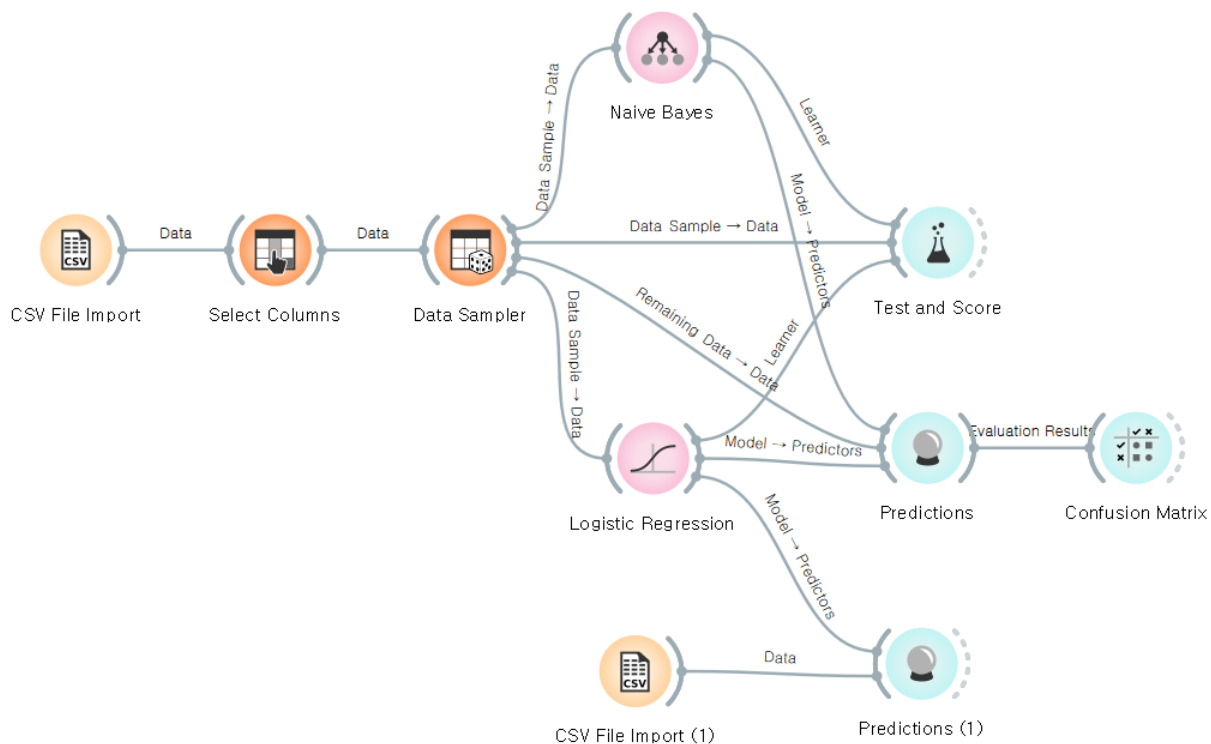 Naive Bayes
Data Sample → Data
Learner
Model → Predictors
Data
Data
Data Sample → Data
CSV
CSV File Import
Select Columns
Data Sampler
Test and Score
Data Sample → Data
Remaining Data → Data
Learner
Model → Predictors
Evaluation Results
Logistic Regression
Predictions
Confusion Matrix
Model → Predictors
Data
CSV
CSV File Import (1)
Predictions (1)